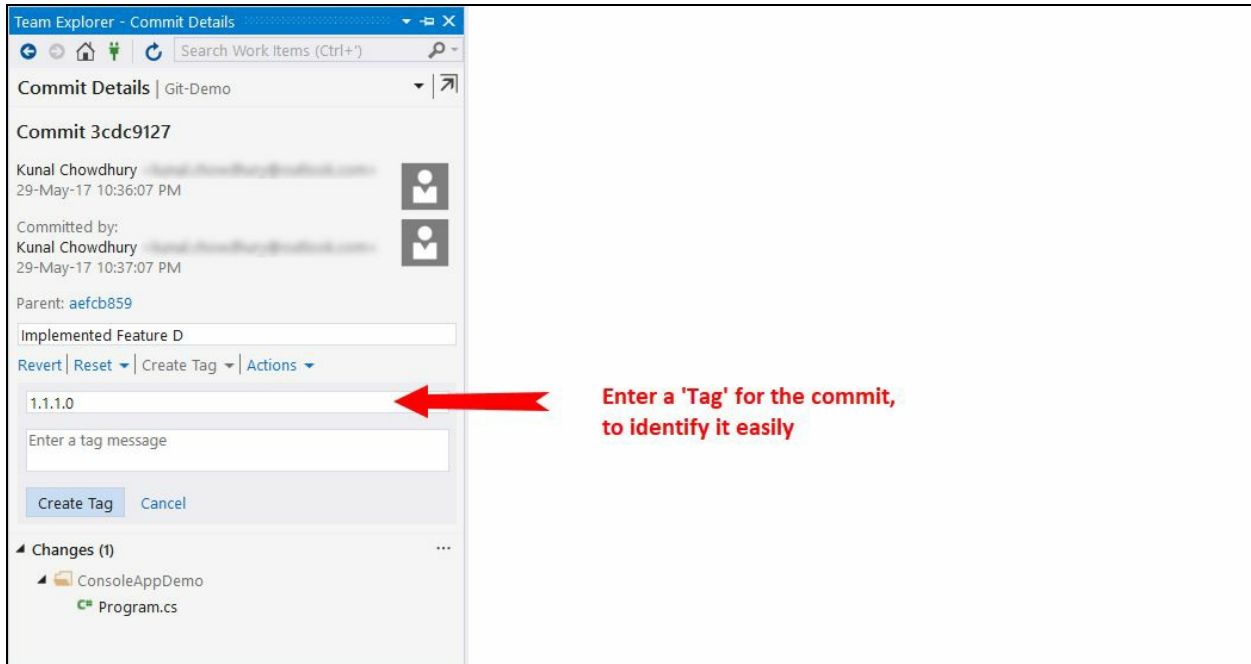 Team Explorer - Commit Details
Search Work Items (Ctrl+')
Commit Details | Git-Demo
Commit 3cdc9127
Kunal Chowdhury
29-May-17 10:36:07 PM
Committed by:
Kunal Chowdhury
29-May-17 10:37:07 PM
Parent: aefcb859
Implemented Feature D
Revert | Reset | Create Tag | Actions
1.1.1.0
Enter a 'Tag' for the commit,
to identify it easily
Enter a tag message
Create Tag Cancel
Changes (1) ...
ConsoleAppDemo
C# Program.cs